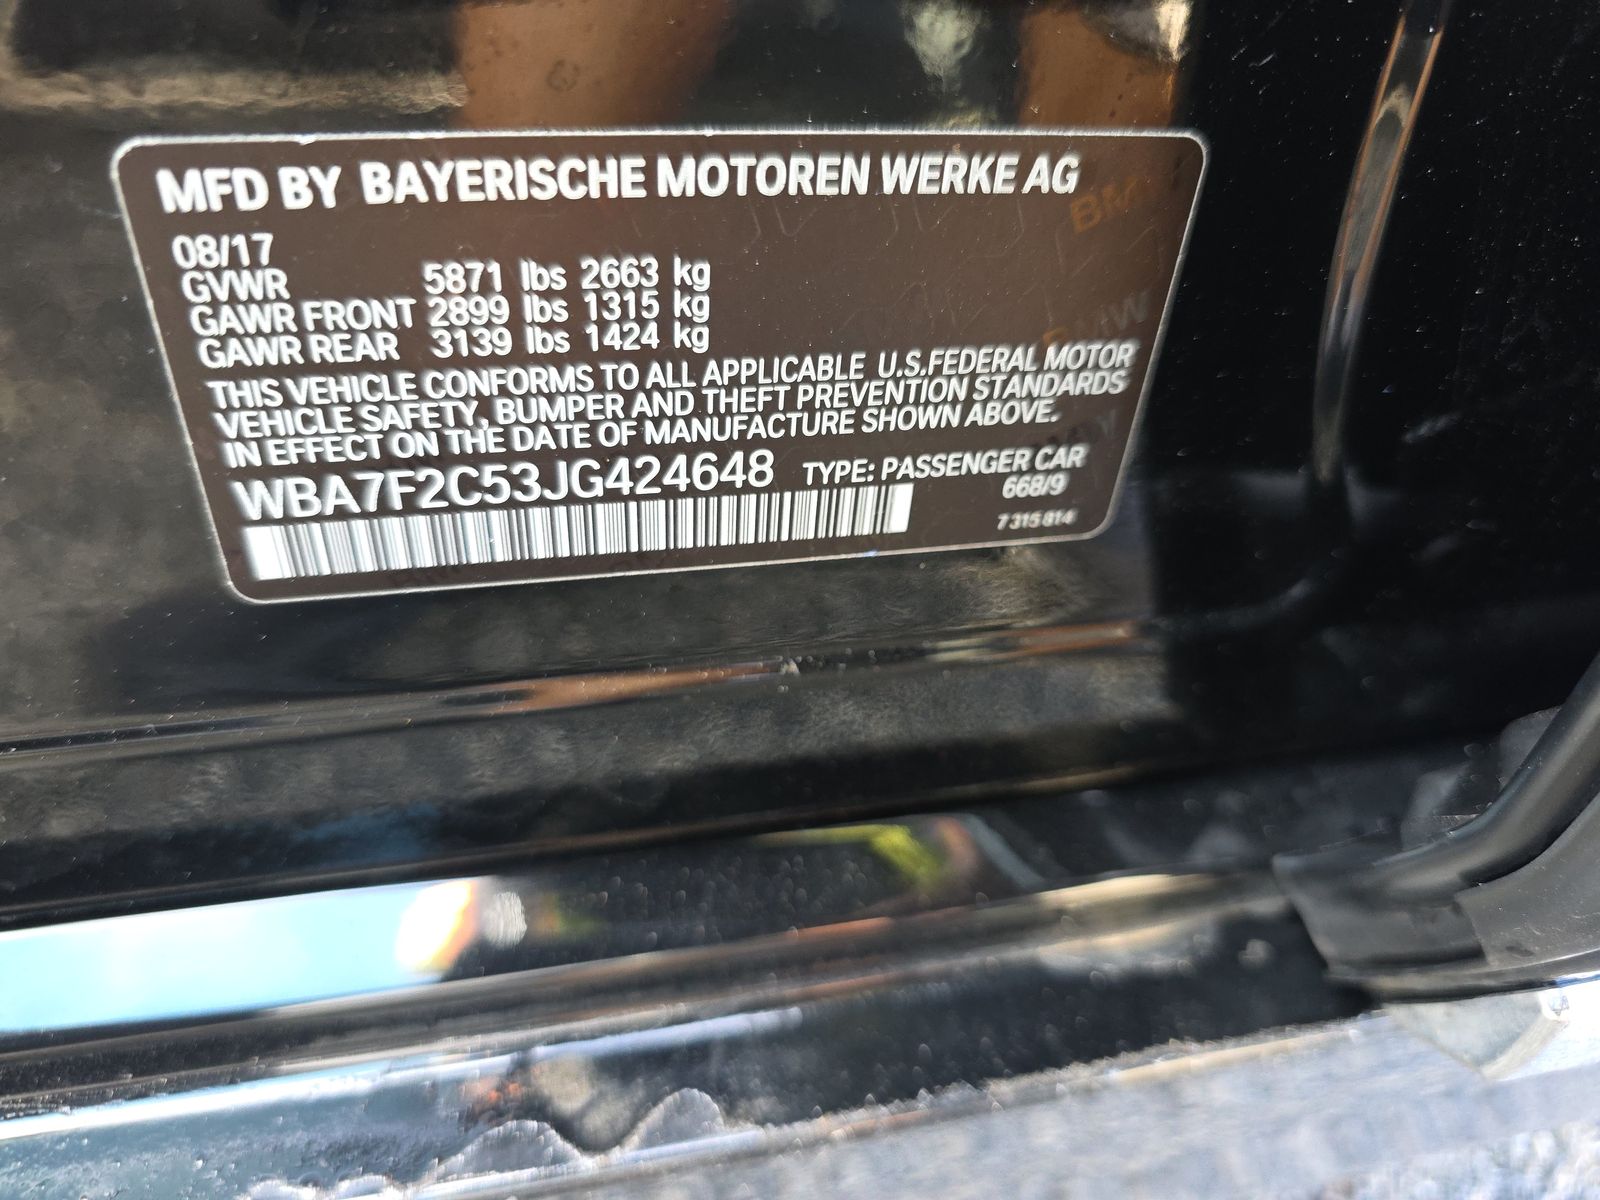 MFD BY BAYERISCHE MOTOREN WERKE AG
08/17
GVWR 5871 lbs 2663 kg
GAWR FRONT 2899 lbs 1315 kg
GAWR REAR 3139 lbs 1424 kg
THIS VEHICLE CONFORMS TO ALL APPLICABLE U.S.FEDERAL MOTOR
VEHICLE SAFETY, BUMPER AND THEFT PREVENTION STANDARDS
IN EFFECT ON THE DATE OF MANUFACTURE SHOWN ABOVE.
WBA7F2C53JG424648 TYPE: PASSENGER CAR
668/9
7 315 814